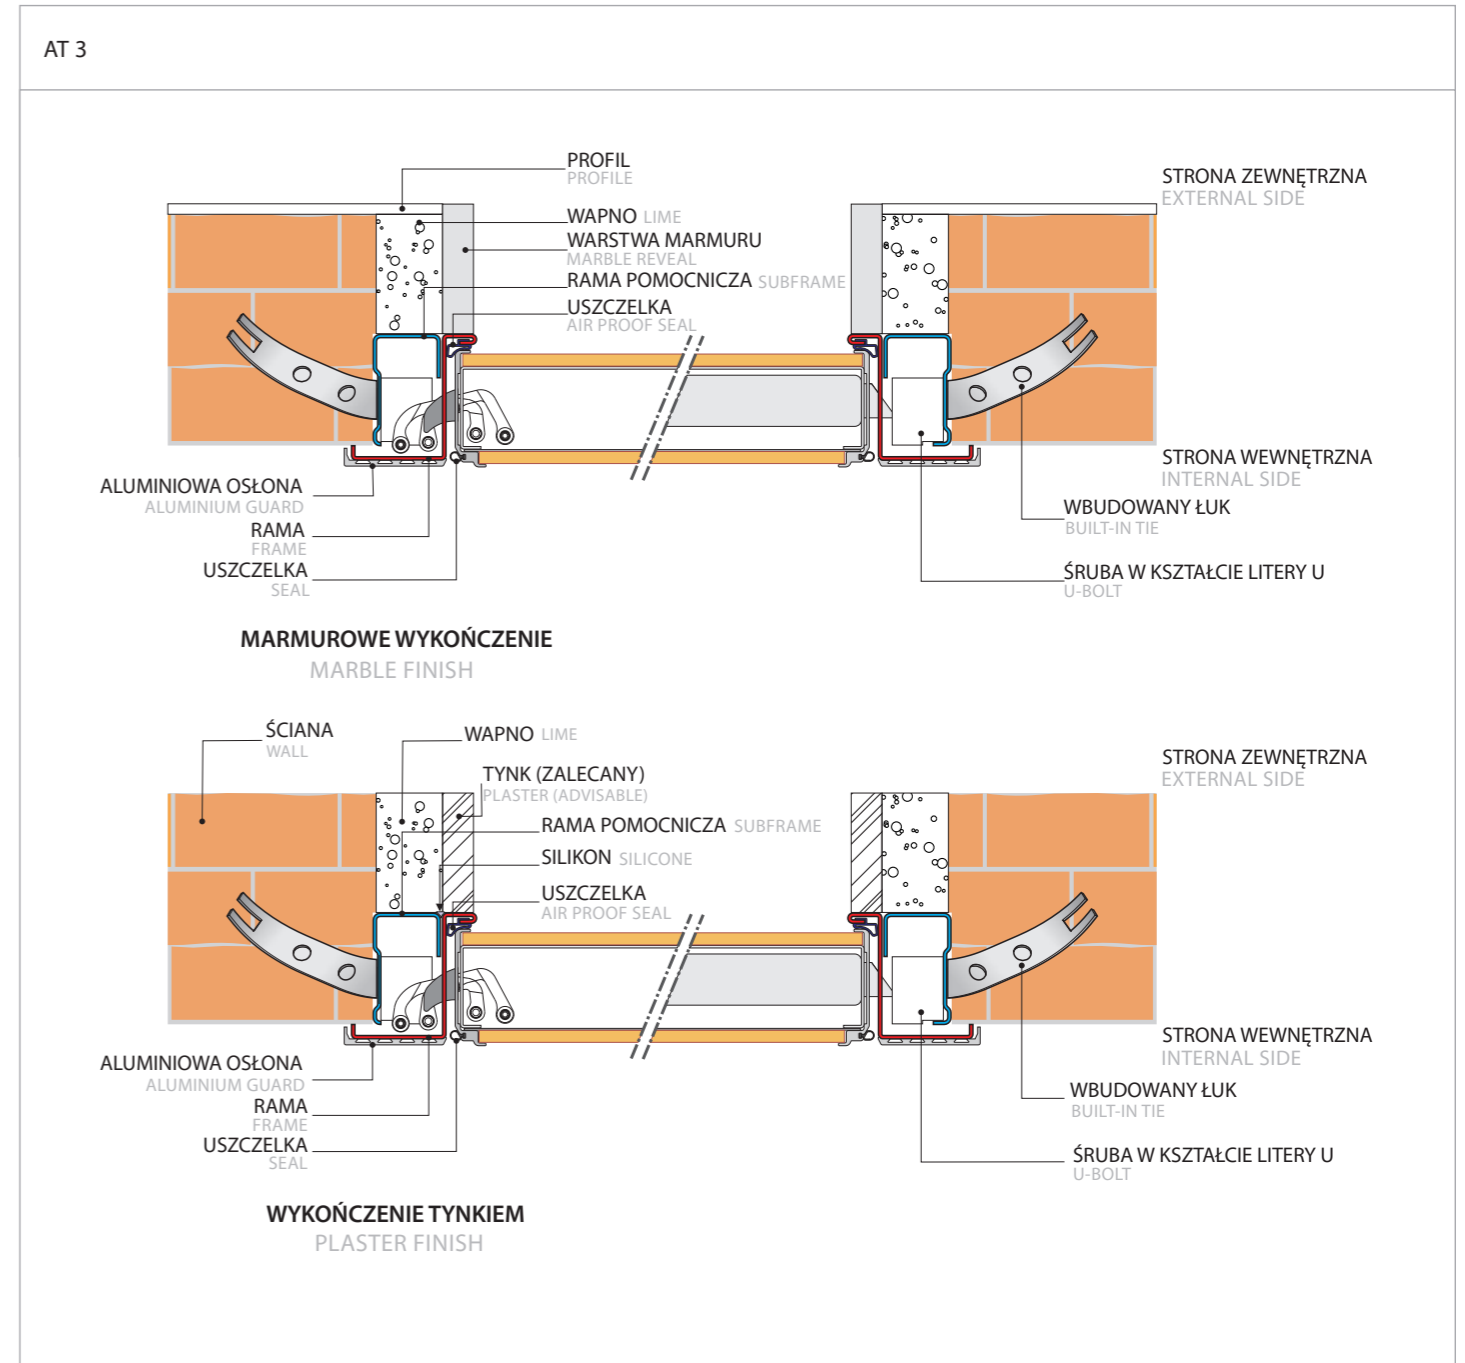 AT 3
PROFIL
PROFILE
STRONA ZEWNĘTRZNA
EXTERNAL SIDE
WAPNO LIME
WARSTWA MARMURU
MARBLE REVEAL
RAMA POMOCNICZA SUBFRAME
USZCZELKA
AIR PROOF SEAL
STRONA WEWNĘTRZNA
INTERNAL SIDE
ALUMINIOWA OSŁONA
ALUMINIUM GUARD
RAMA
FRAME
USZCZELKA
SEAL
WBUDOWANY ŁUK
BUILT-IN TIE
ŚRUBA W KSZTAŁCIE LITERY U
U-BOLT
MARMUROWE WYKOŃCZENIE
MARBLE FINISH
ŚCIANA
WALL
WAPNO LIME
TYNK (ZALECANY)
PLASTER (ADVISABLE)
RAMA POMOCNICZA SUBFRAME
SILIKON SILICONE
USZCZELKA
AIR PROOF SEAL
STRONA ZEWNĘTRZNA
EXTERNAL SIDE
STRONA WEWNĘTRZNA
INTERNAL SIDE
ALUMINIOWA OSŁONA
ALUMINIUM GUARD
RAMA
FRAME
USZCZELKA
SEAL
WBUDOWANY ŁUK
BUILT-IN TIE
ŚRUBA W KSZTAŁCIE LITERY U
U-BOLT
WYKOŃCZENIE TYNKIEM
PLASTER FINISH